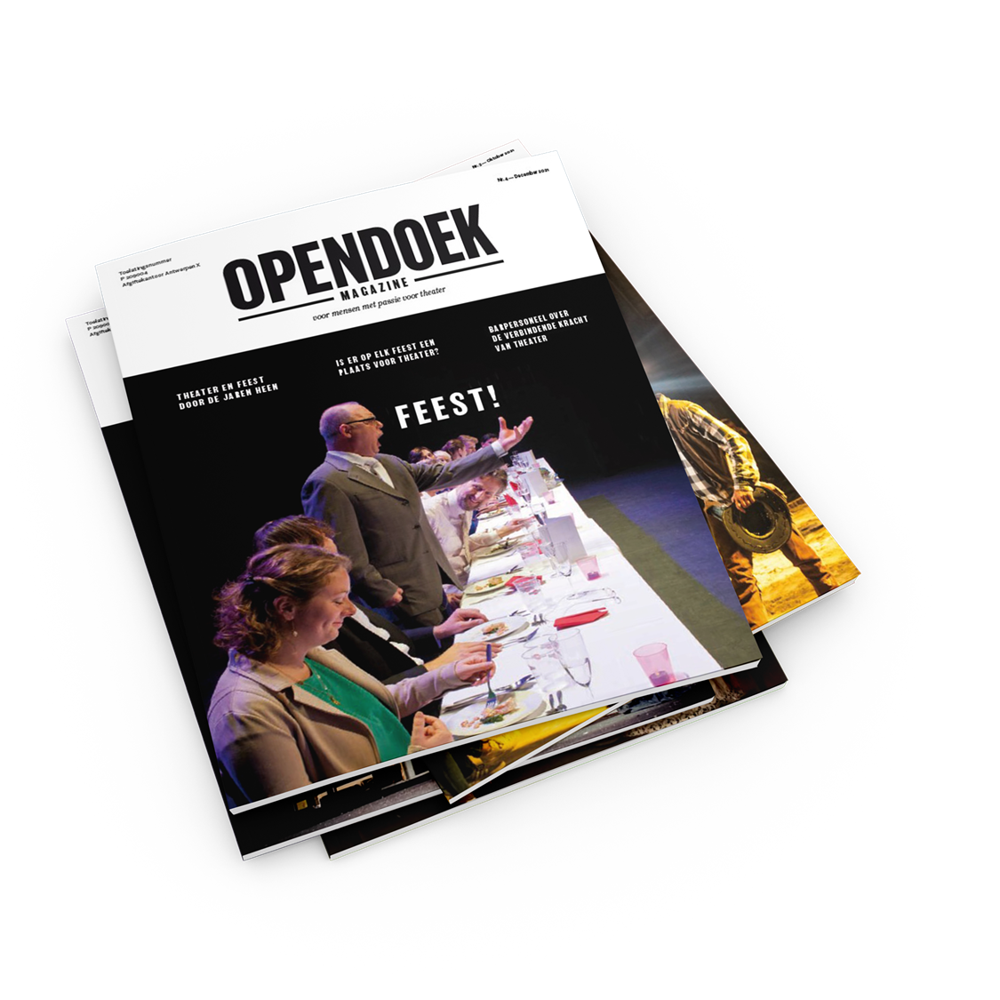 Nr. 3 — Oktober 2021
Nr. 4 — December 2021
Toelatingsnummer
P 209004
Afgiftekantoor Antwerpen X
OPENDOEK
MAGAZINE
voor mensen met passie voor theater
THEATER EN FEEST
DOOR DE JAREN HEEN
IS ER OP ELK FEEST EEN
PLAATS VOOR THEATER?
BARPERSONEEL OVER
DE VERBINDENDE KRACHT
VAN THEATER
FEEST!